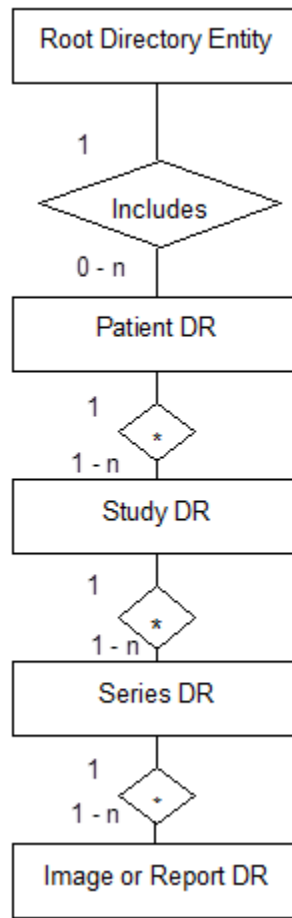 Root Directory Entity
1
Includes
0 - n
Patient DR
1
*
1 - n
Study DR
1
*
1 - n
Series DR
1
*
1 - n
Image or Report DR